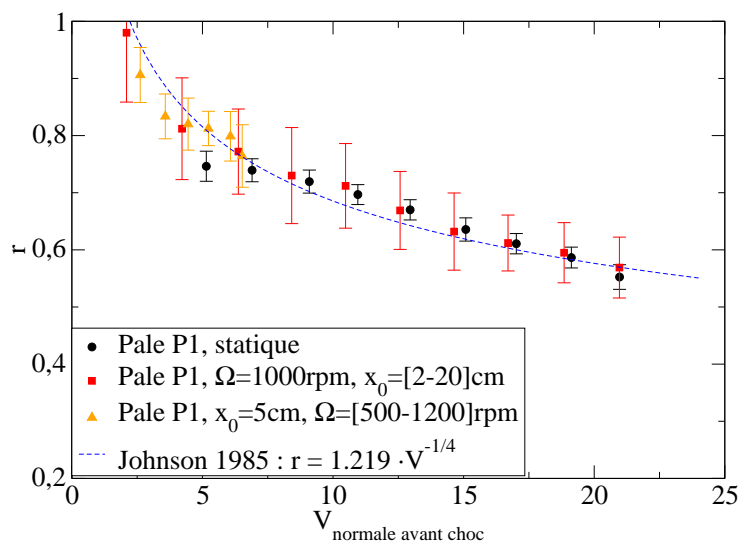 1
0,8
0,6
0,4
0,2
r
Pale P1, statique
Pale P1, Ω=1000rpm, x₀=[2-20]cm
Pale P1, x₀=5cm, Ω=[500-1200]rpm
Johnson 1985 : r = 1.219 ·V⁻¹/⁴
0 5 10 15 20 25
V normale avant choc